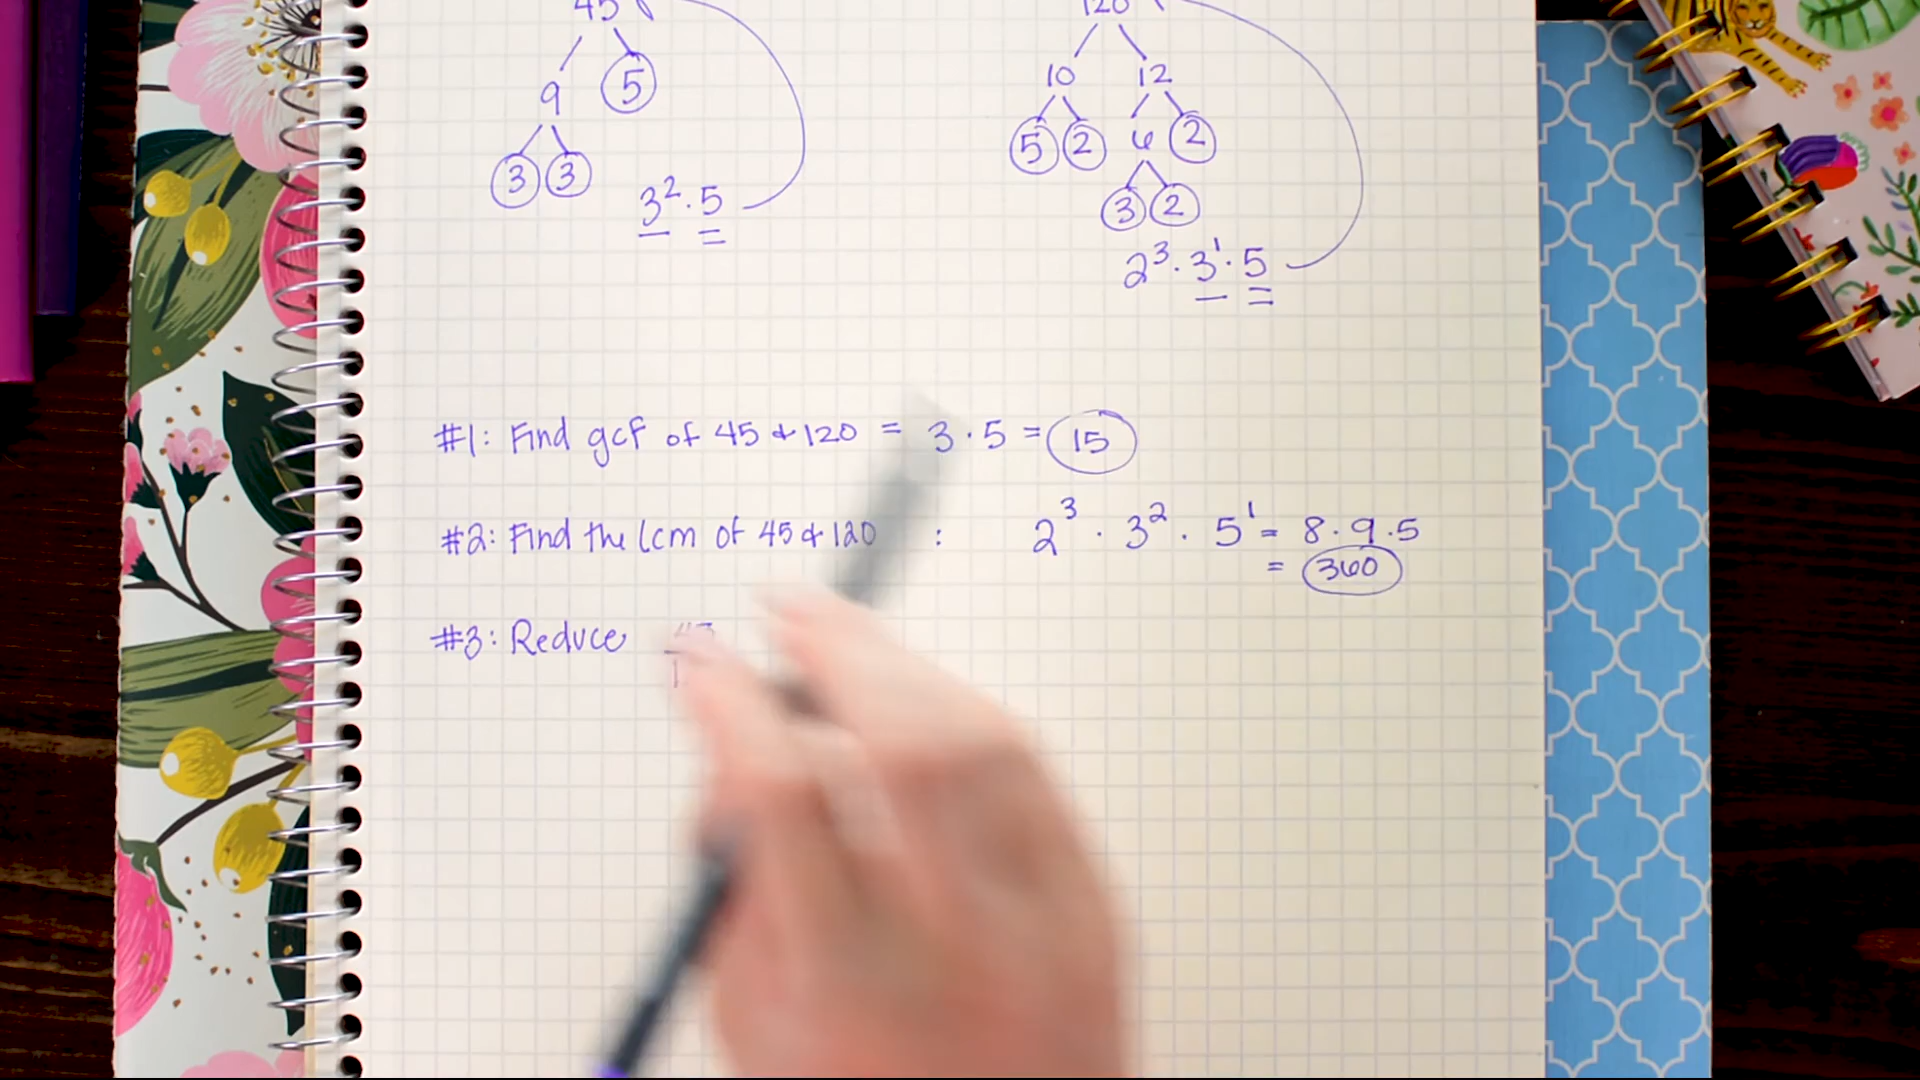 45
120
9 5
10 12
3 3
5 2 6 2
3² · 5
3 2
2³ · 3¹ · 5
#1: Find gcf of 45 & 120 = 3 · 5 = 15
#2: Find the lcm of 45 & 120 : 2³ · 3² · 5¹ = 8 · 9 · 5
= 360
#3: Reduce